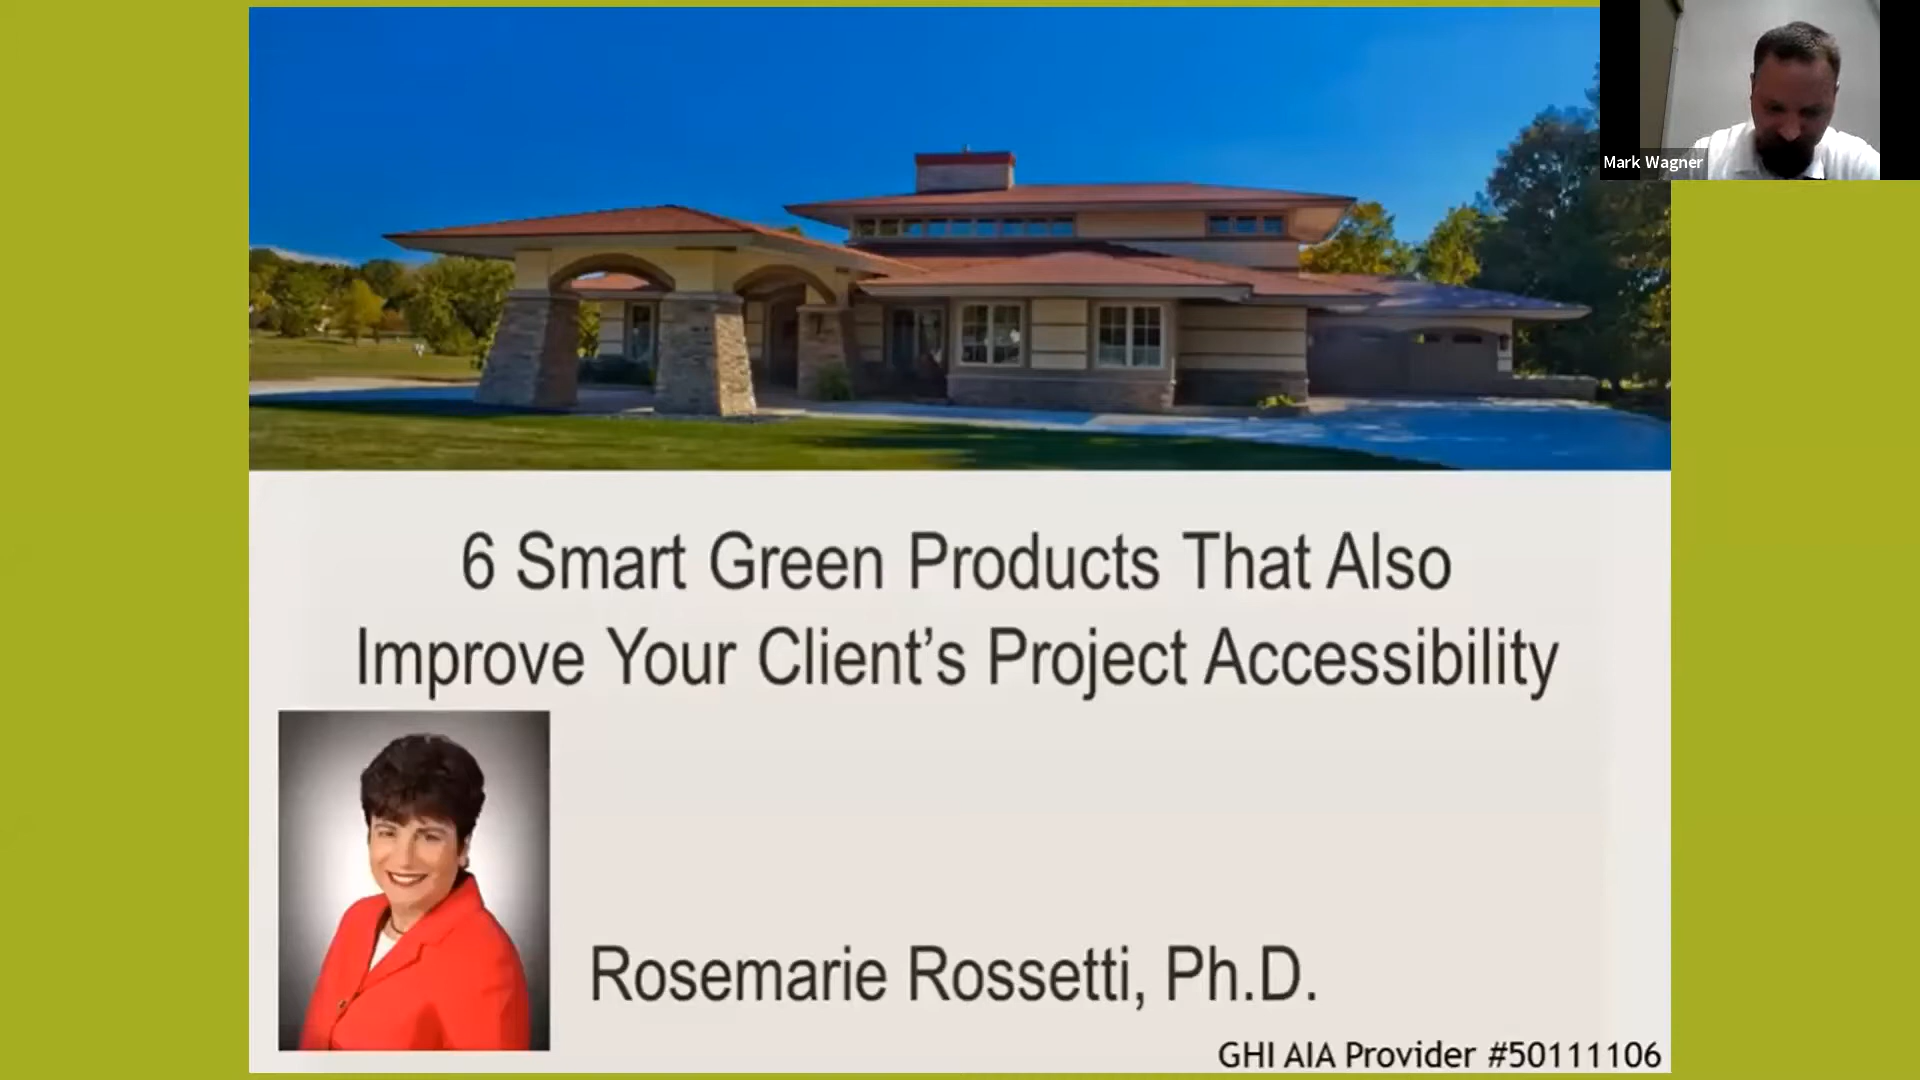 Mark Wagner
6 Smart Green Products That Also
Improve Your Client's Project Accessibility
Rosemarie Rossetti, Ph.D.
GHI AIA Provider #50111106